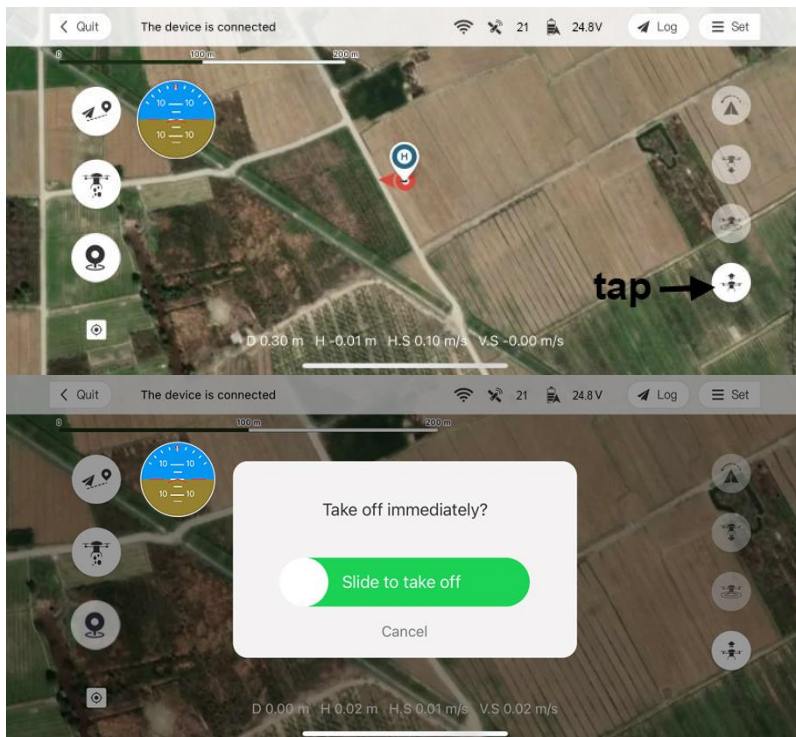 Quit The device is connected 21 24.8V Log Set
0 100 m 200 m
10 10
10 10
H
tap
D 0.30 m H -0.01 m H.S 0.10 m/s V.S -0.00 m/s
Quit The device is connected 21 24.8 V Log Set
0 100 m 200 m
10 10
10 10
Take off immediately?
Slide to take off
Cancel
D 0.00 m H 0.02 m H.S 0.01 m/s V.S 0.02 m/s